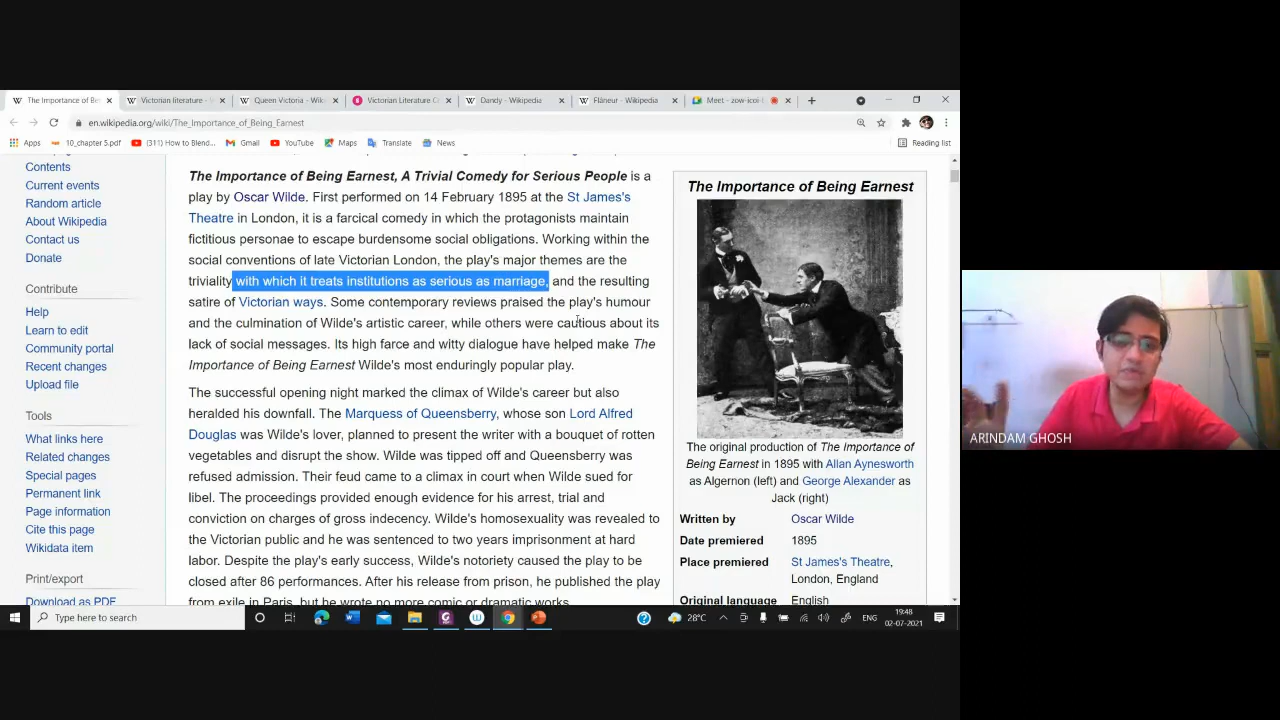 The Importance of Be
Victorian literature -
Queen Victoria - Wiki
Victorian Literature C
Dandy - Wikipedia
Flâneur - Wikipedia
Meet - zow-icoi-
en.wikipedia.org/wiki/The_Importance_of_Being_Earnest
Apps
10_chapter 5.pdf
(311) How to Blend...
Gmail
YouTube
Maps
Translate
News
Reading list
Contents
Current events
Random article
About Wikipedia
Contact us
Donate
Contribute
Help
Learn to edit
Community portal
Recent changes
Upload file
Tools
What links here
Related changes
Special pages
Permanent link
Page information
Cite this page
Wikidata item
Print/export
Download as PDF
The Importance of Being Earnest, A Trivial Comedy for Serious People is a
play by Oscar Wilde. First performed on 14 February 1895 at the St James's
Theatre in London, it is a farcical comedy in which the protagonists maintain
fictitious personae to escape burdensome social obligations. Working within the
social conventions of late Victorian London, the play's major themes are the
triviality with which it treats institutions as serious as marriage, and the resulting
satire of Victorian ways. Some contemporary reviews praised the play's humour
and the culmination of Wilde's artistic career, while others were cautious about its
lack of social messages. Its high farce and witty dialogue have helped make The
Importance of Being Earnest Wilde's most enduringly popular play.
The successful opening night marked the climax of Wilde's career but also
heralded his downfall. The Marquess of Queensberry, whose son Lord Alfred
Douglas was Wilde's lover, planned to present the writer with a bouquet of rotten
vegetables and disrupt the show. Wilde was tipped off and Queensberry was
refused admission. Their feud came to a climax in court when Wilde sued for
libel. The proceedings provided enough evidence for his arrest, trial and
conviction on charges of gross indecency. Wilde's homosexuality was revealed to
the Victorian public and he was sentenced to two years imprisonment at hard
labor. Despite the play's early success, Wilde's notoriety caused the play to be
closed after 86 performances. After his release from prison, he published the play
from exile in Paris, but he wrote no more comic or dramatic works.
The Importance of Being Earnest
The original production of The Importance of
Being Earnest in 1895 with Allan Aynesworth
as Algernon (left) and George Alexander as
Jack (right)
Written by Oscar Wilde
Date premiered 1895
Place premiered St James's Theatre,
London, England
Original language English
Type here to search
28°C
ENG
19:48
02-07-2021
ARINDAM GHOSH